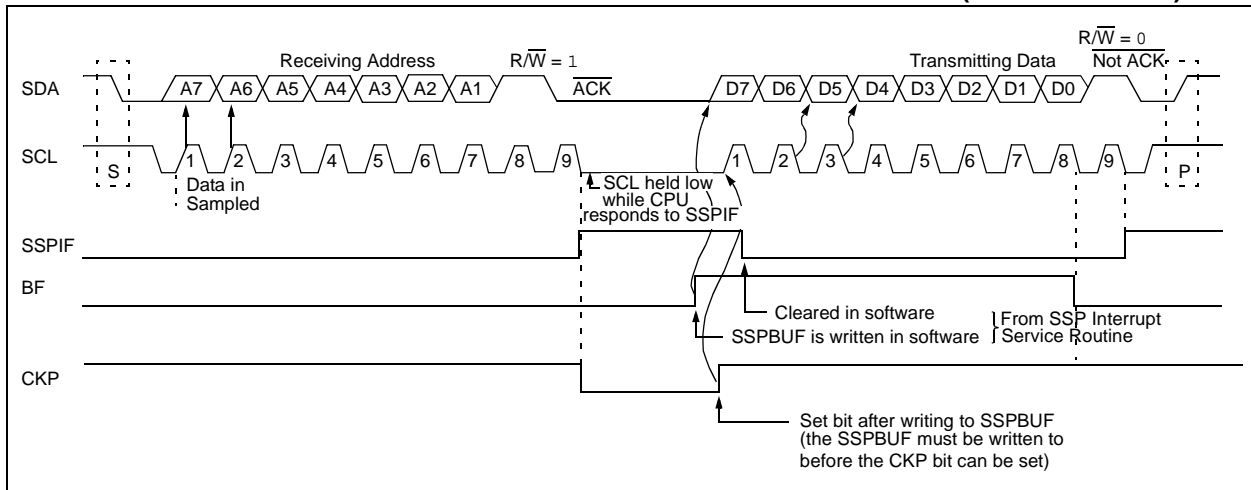 R/W = 0
Receiving Address
R/W = 1
Transmitting Data
Not ACK
SDA
A7 A6 A5 A4 A3 A2 A1
ACK
D7 D6 D5 D4 D3 D2 D1 D0
SCL
S
1 2 3 4 5 6 7 8 9
1 2 3 4 5 6 7 8 9
P
Data in
Sampled
SCL held low
while CPU
responds to SSPIF
SSPIF
BF
Cleared in software
SSPBUF is written in software
From SSP Interrupt
Service Routine
CKP
Set bit after writing to SSPBUF
(the SSPBUF must be written to
before the CKP bit can be set)